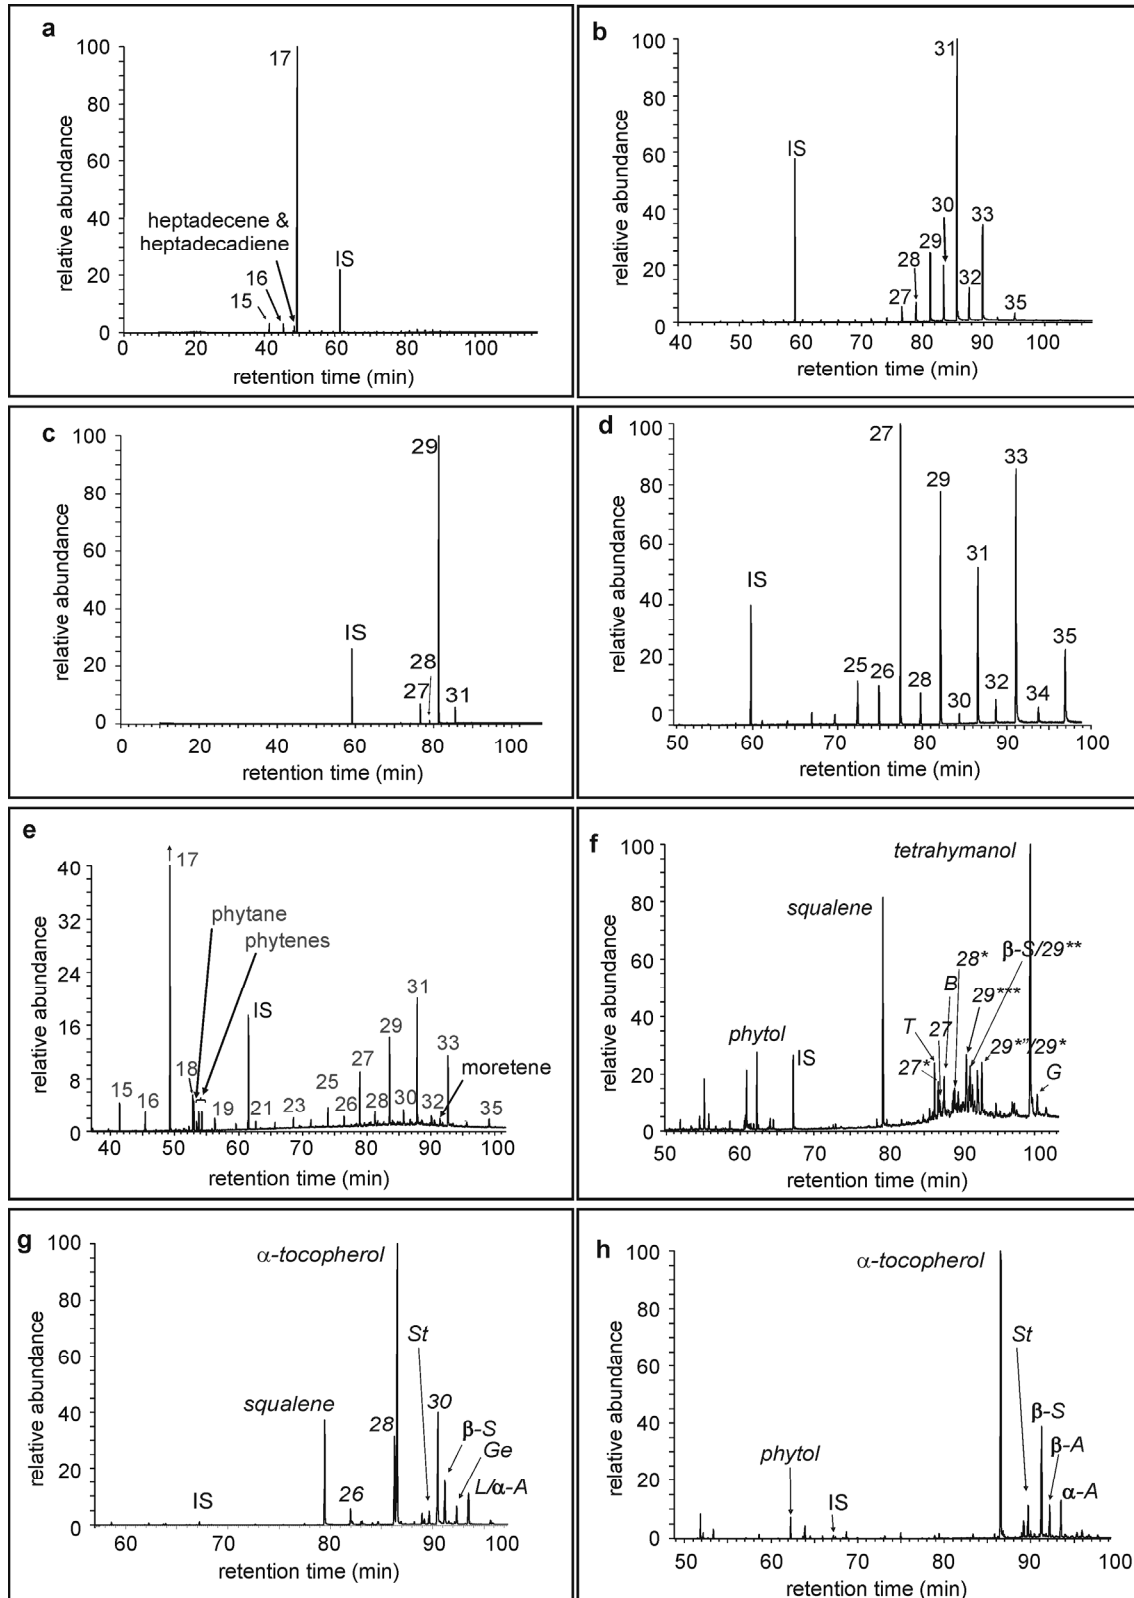 a
100
80
60
40
20
0
relative abundance
17
heptadecene &
heptadecadiene
16
15
IS
0 20 40 60 80 100
retention time (min)
b
100
80
60
40
20
0
relative abundance
IS
31
30
33
29
28
32
27
35
40 50 60 70 80 90 100
retention time (min)
c
100
80
60
40
20
0
relative abundance
29
IS
28
27
31
0 20 40 60 80 100
retention time (min)
d
100
80
60
40
20
0
relative abundance
27
33
29
31
IS
35
25
26
28
32
30
34
50 60 70 80 90 100
retention time (min)
e
40
32
24
16
8
0
relative abundance
17
phytane
phytenes
IS
31
29
33
27
moretene
18
15
16
19
21
23
25
26
28
30
32
35
40 50 60 70 80 90 100
retention time (min)
f
100
80
60
40
20
0
relative abundance
tetrahymanol
squalene
β-S/29**
28*
B
29***
phytol
IS
T
27
27*
29*”/29*
G
50 60 70 80 90 100
retention time (min)
g
100
80
60
40
20
0
relative abundance
α-tocopherol
St
squalene
28
30
β-S
Ge
L/α-A
26
IS
60 70 80 90 100
retention time (min)
h
100
80
60
40
20
0
relative abundance
α-tocopherol
St
β-S
β-A
phytol
IS
α-A
50 60 70 80 90 100
retention time (min)